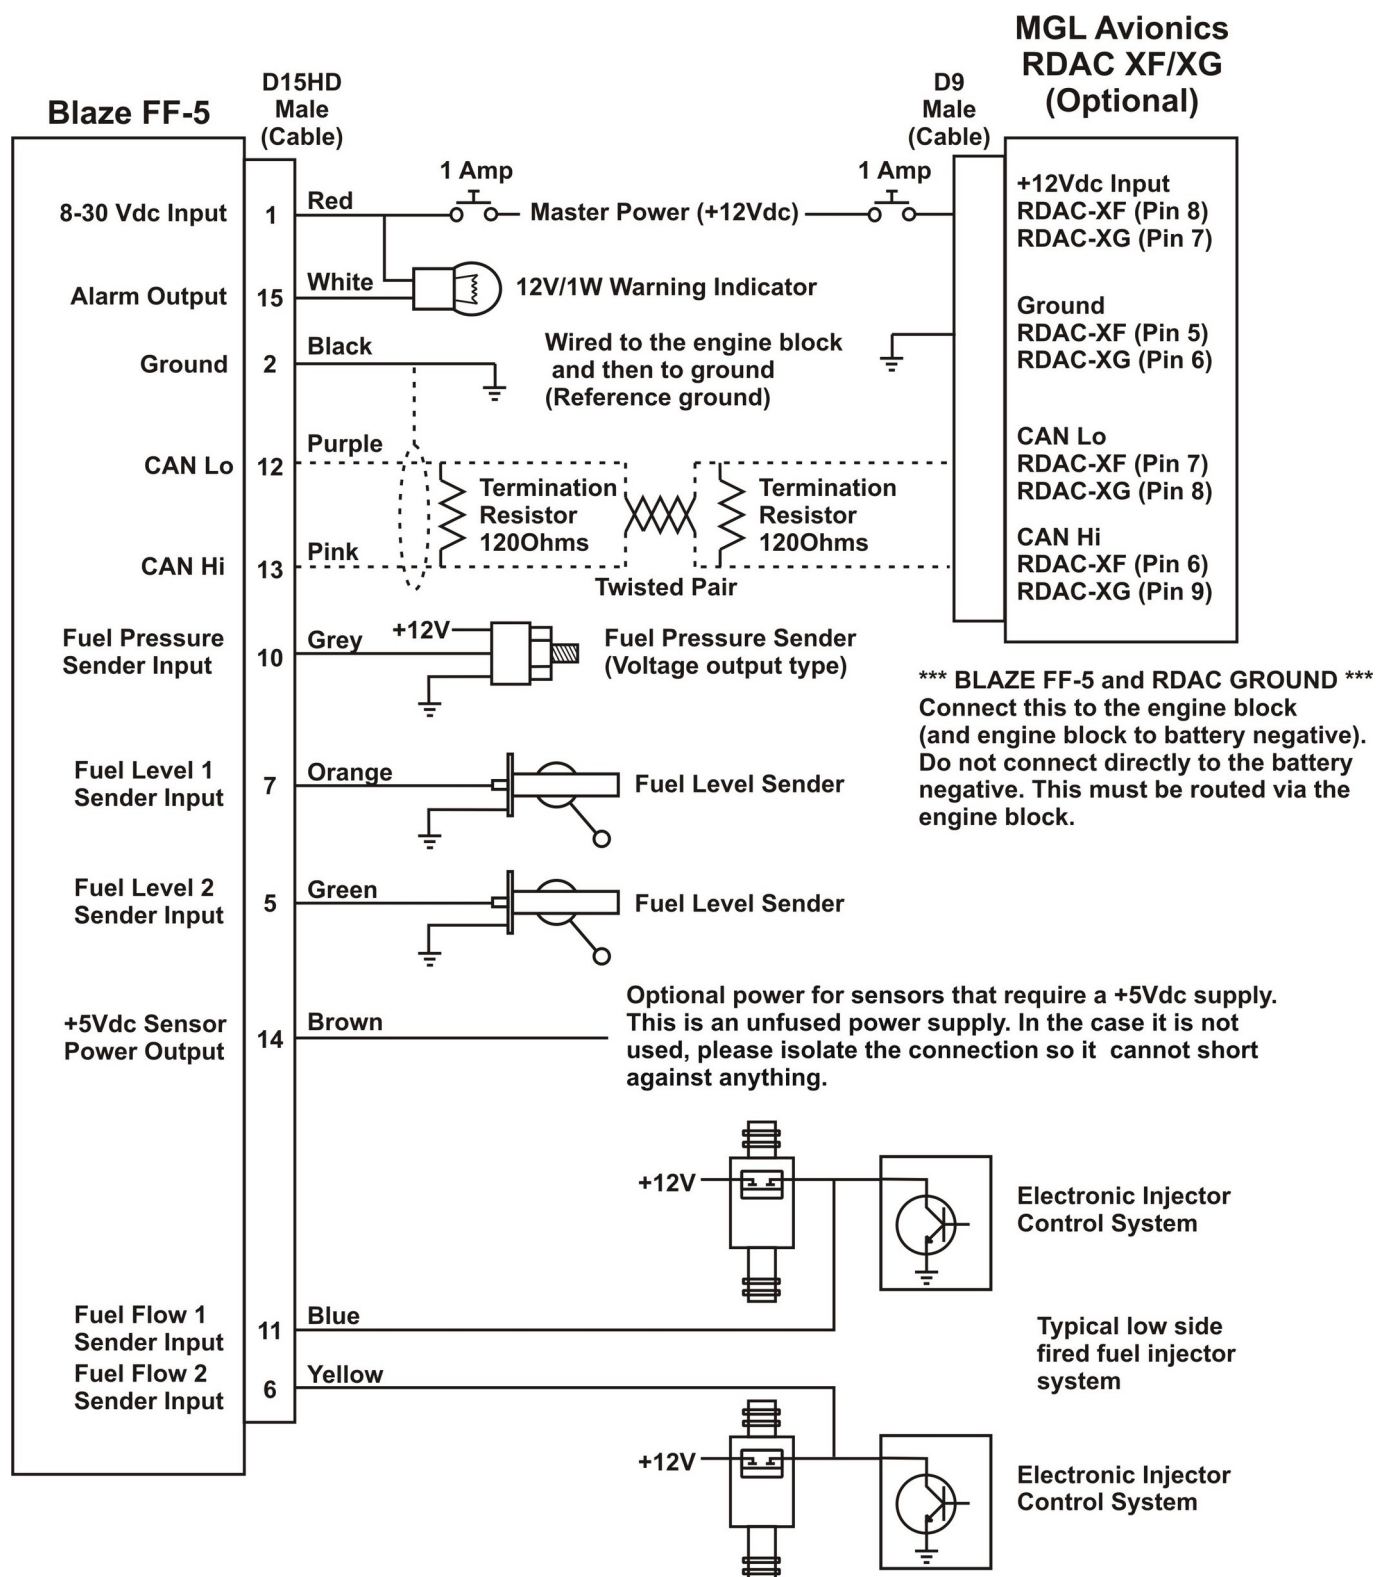 MGL Avionics
RDAC XF/XG
(Optional)
Blaze FF-5
D15HD
Male
(Cable)
D9
Male
(Cable)
8-30 Vdc Input
1
Red
1 Amp
Master Power (+12Vdc)
1 Amp
+12Vdc Input
RDAC-XF (Pin 8)
RDAC-XG (Pin 7)
Alarm Output
15
White
12V/1W Warning Indicator
Ground
2
Black
Wired to the engine block
and then to ground
(Reference ground)
Ground
RDAC-XF (Pin 5)
RDAC-XG (Pin 6)
CAN Lo
12
Purple
Termination
Resistor
120Ohms
Termination
Resistor
120Ohms
CAN Lo
RDAC-XF (Pin 7)
RDAC-XG (Pin 8)
CAN Hi
13
Pink
Twisted Pair
CAN Hi
RDAC-XF (Pin 6)
RDAC-XG (Pin 9)
Fuel Pressure
Sender Input
10
Grey
+12V
Fuel Pressure Sender
(Voltage output type)
*** BLAZE FF-5 and RDAC GROUND ***
Connect this to the engine block
(and engine block to battery negative).
Do not connect directly to the battery
negative. This must be routed via the
engine block.
Fuel Level 1
Sender Input
7
Orange
Fuel Level Sender
Fuel Level 2
Sender Input
5
Green
Fuel Level Sender
+5Vdc Sensor
Power Output
14
Brown
Optional power for sensors that require a +5Vdc supply.
This is an unfused power supply. In the case it is not
used, please isolate the connection so it cannot short
against anything.
+12V
Electronic Injector
Control System
Fuel Flow 1
Sender Input
11
Blue
Typical low side
fired fuel injector
system
Fuel Flow 2
Sender Input
6
Yellow
+12V
Electronic Injector
Control System